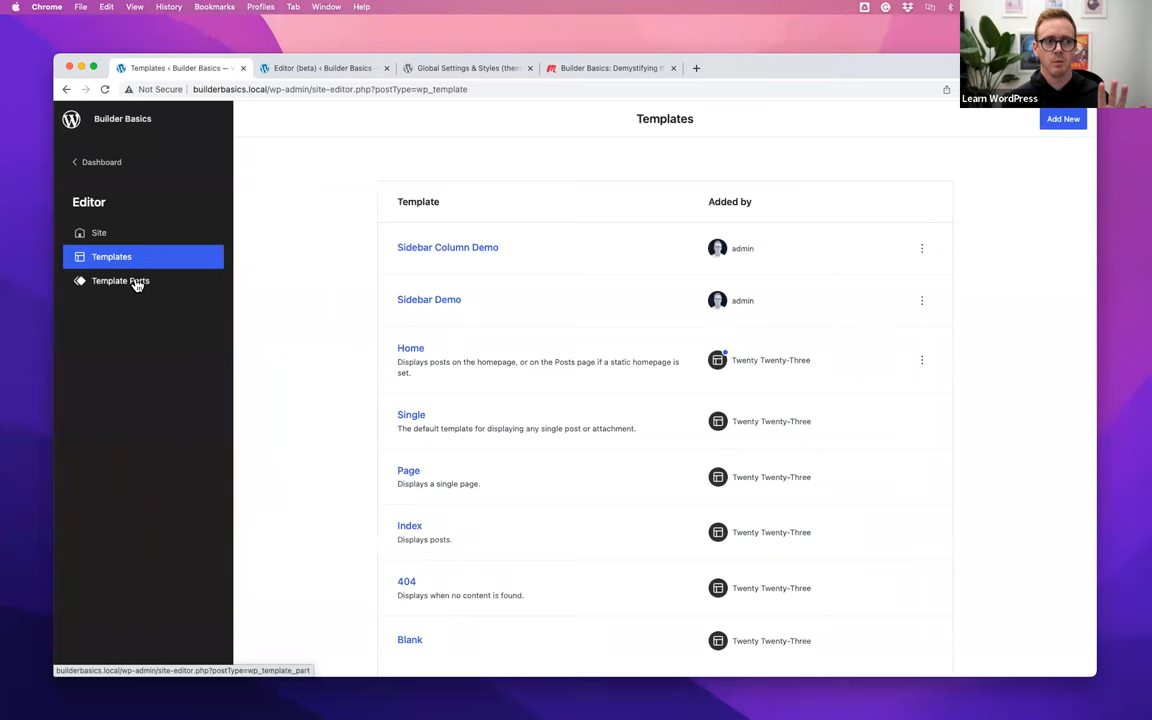 Chrome File Edit View History Bookmarks Profiles Tab Window Help
Templates ‹ Builder Basics —
Editor (beta) ‹ Builder Basics
Global Settings & Styles (them
Builder Basics: Demystifying th
Not Secure
builderbasics.local/wp-admin/site-editor.php?postType=wp_template
Learn WordPress
Builder Basics
Templates
Add New
Dashboard
Editor
Site
Templates
Template Parts
Template
Added by
Sidebar Column Demo
admin
Sidebar Demo
admin
Home
Displays posts on the homepage, or on the Posts page if a static homepage is
set.
Twenty Twenty-Three
Single
The default template for displaying any single post or attachment.
Twenty Twenty-Three
Page
Displays a single page.
Twenty Twenty-Three
Index
Displays posts.
Twenty Twenty-Three
404
Displays when no content is found.
Twenty Twenty-Three
Blank
Twenty Twenty-Three
builderbasics.local/wp-admin/site-editor.php?postType=wp_template_part